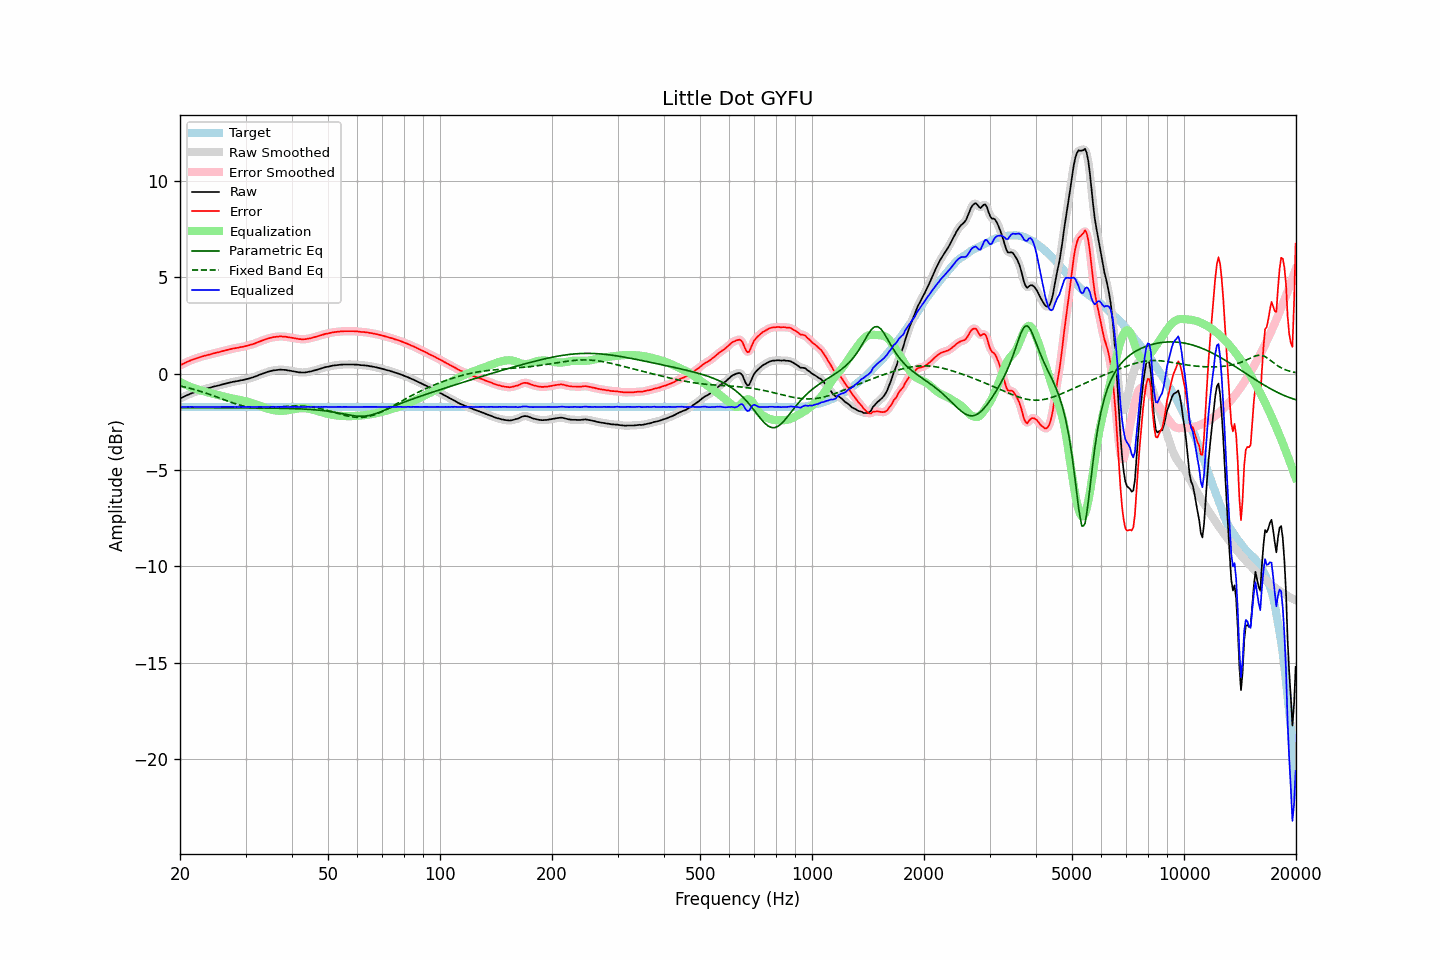 Little Dot GYFU
Target
Raw Smoothed
Error Smoothed
Raw
Error
Equalization
Parametric Eq
Fixed Band Eq
Equalized
10
5
0
−5
−10
−15
−20
Amplitude (dBr)
20
50
100
200
500
1000
2000
5000
10000
20000
Frequency (Hz)